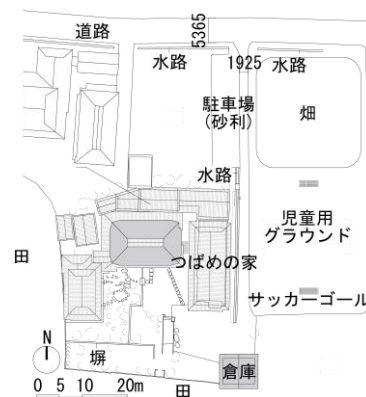 道路
5365
水路
1925
水路
駐車場
(砂利)
畑
水路
児童用
グラウンド
田
つばめの家
サッカーゴール
N
塀
倉庫
田
0 5 10 20m